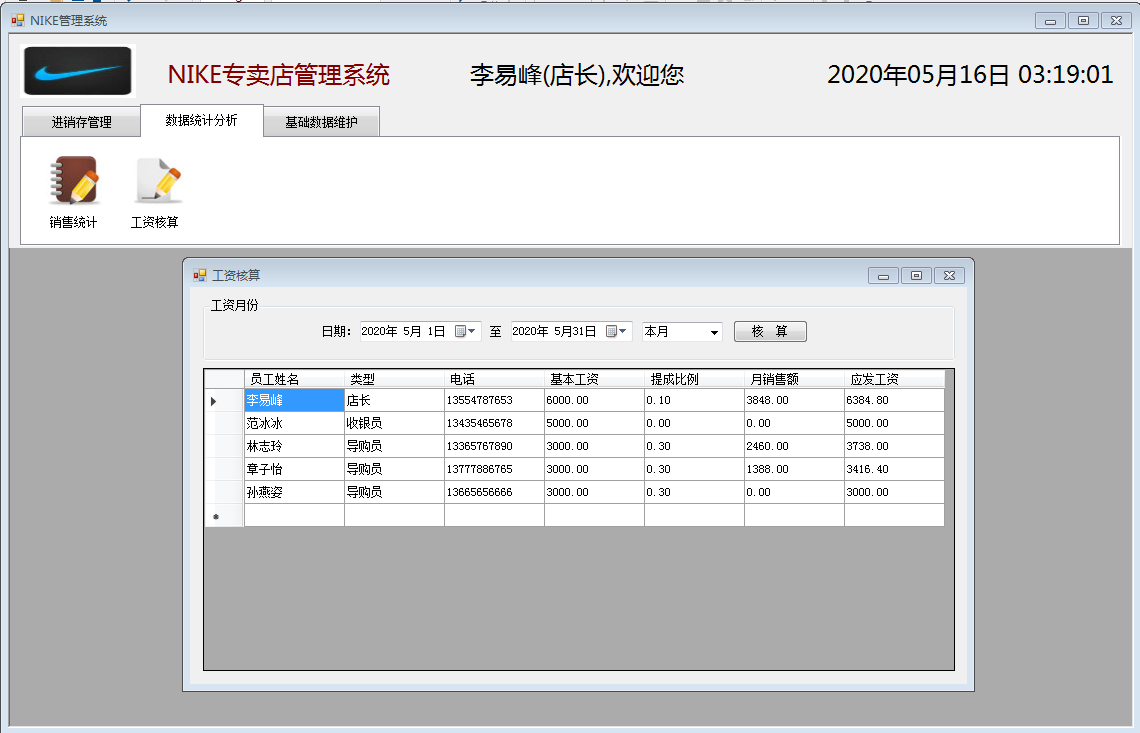 NIKE管理系统
NIKE专卖店管理系统 李易峰(店长),欢迎您 2020年05月16日 03:19:01
进销存管理 数据统计分析 基础数据维护
销售统计 工资核算
工资核算
工资月份
日期: 2020年 5月 1日 至 2020年 5月31日 本月 核 算
员工姓名 类型 电话 基本工资 提成比例 月销售额 应发工资
李易峰 店长 13554787653 6000.00 0.10 3848.00 6384.80
范冰冰 收银员 13435465678 5000.00 0.00 0.00 5000.00
林志玲 导购员 13365767890 3000.00 0.30 2460.00 3738.00
章子怡 导购员 13777886765 3000.00 0.30 1388.00 3416.40
孙燕姿 导购员 13665656666 3000.00 0.30 0.00 3000.00